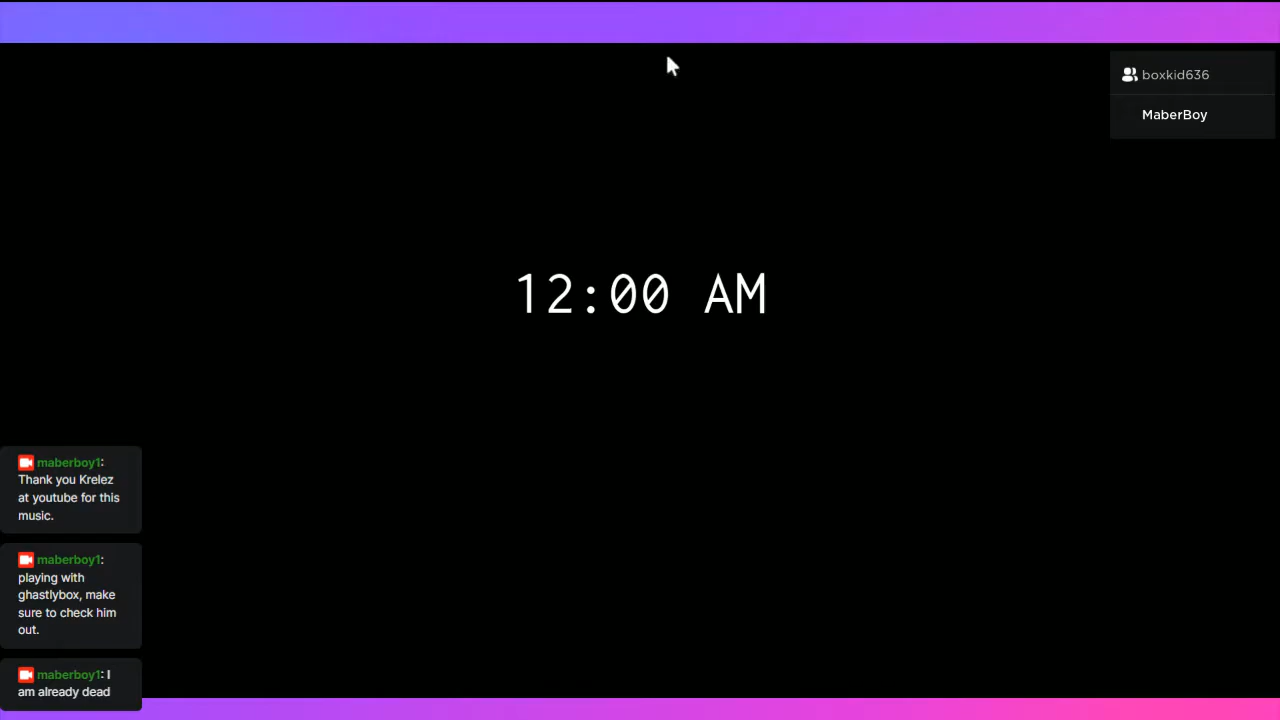 boxkid636
MaberBoy
12:00 AM
maberboy1:
Thank you Krelez
at youtube for this
music.
maberboy1:
playing with
ghastlybox, make
sure to check him
out.
maberboy1: I
am already dead